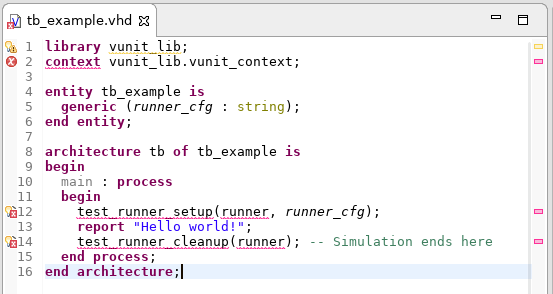 tb_example.vhd
1 library vunit_lib;
2 context vunit_lib.vunit_context;
3
4 entity tb_example is
5   generic (runner_cfg : string);
6 end entity;
7
8 architecture tb of tb_example is
9 begin
10   main : process
11   begin
12     test_runner_setup(runner, runner_cfg);
13     report "Hello world!";
14     test_runner_cleanup(runner); -- Simulation ends here
15   end process;
16 end architecture;